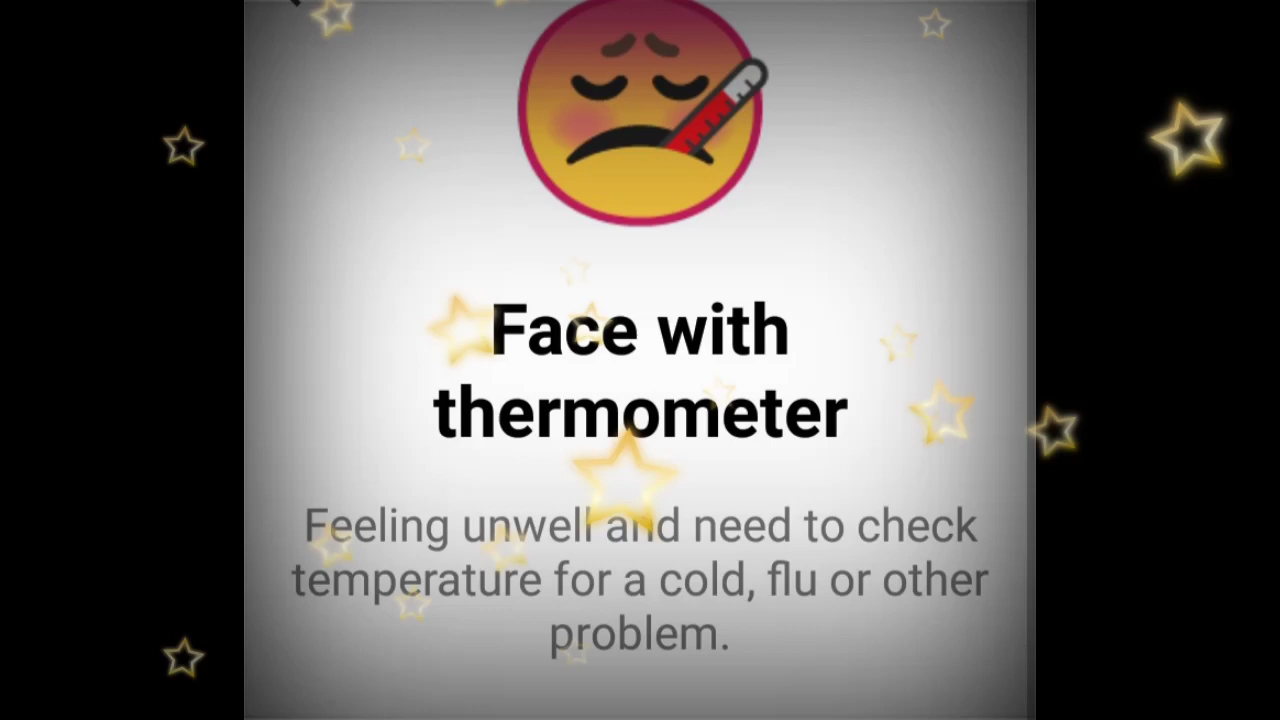 Face with
thermometer
Feeling unwell and need to check
temperature for a cold, flu or other
problem.